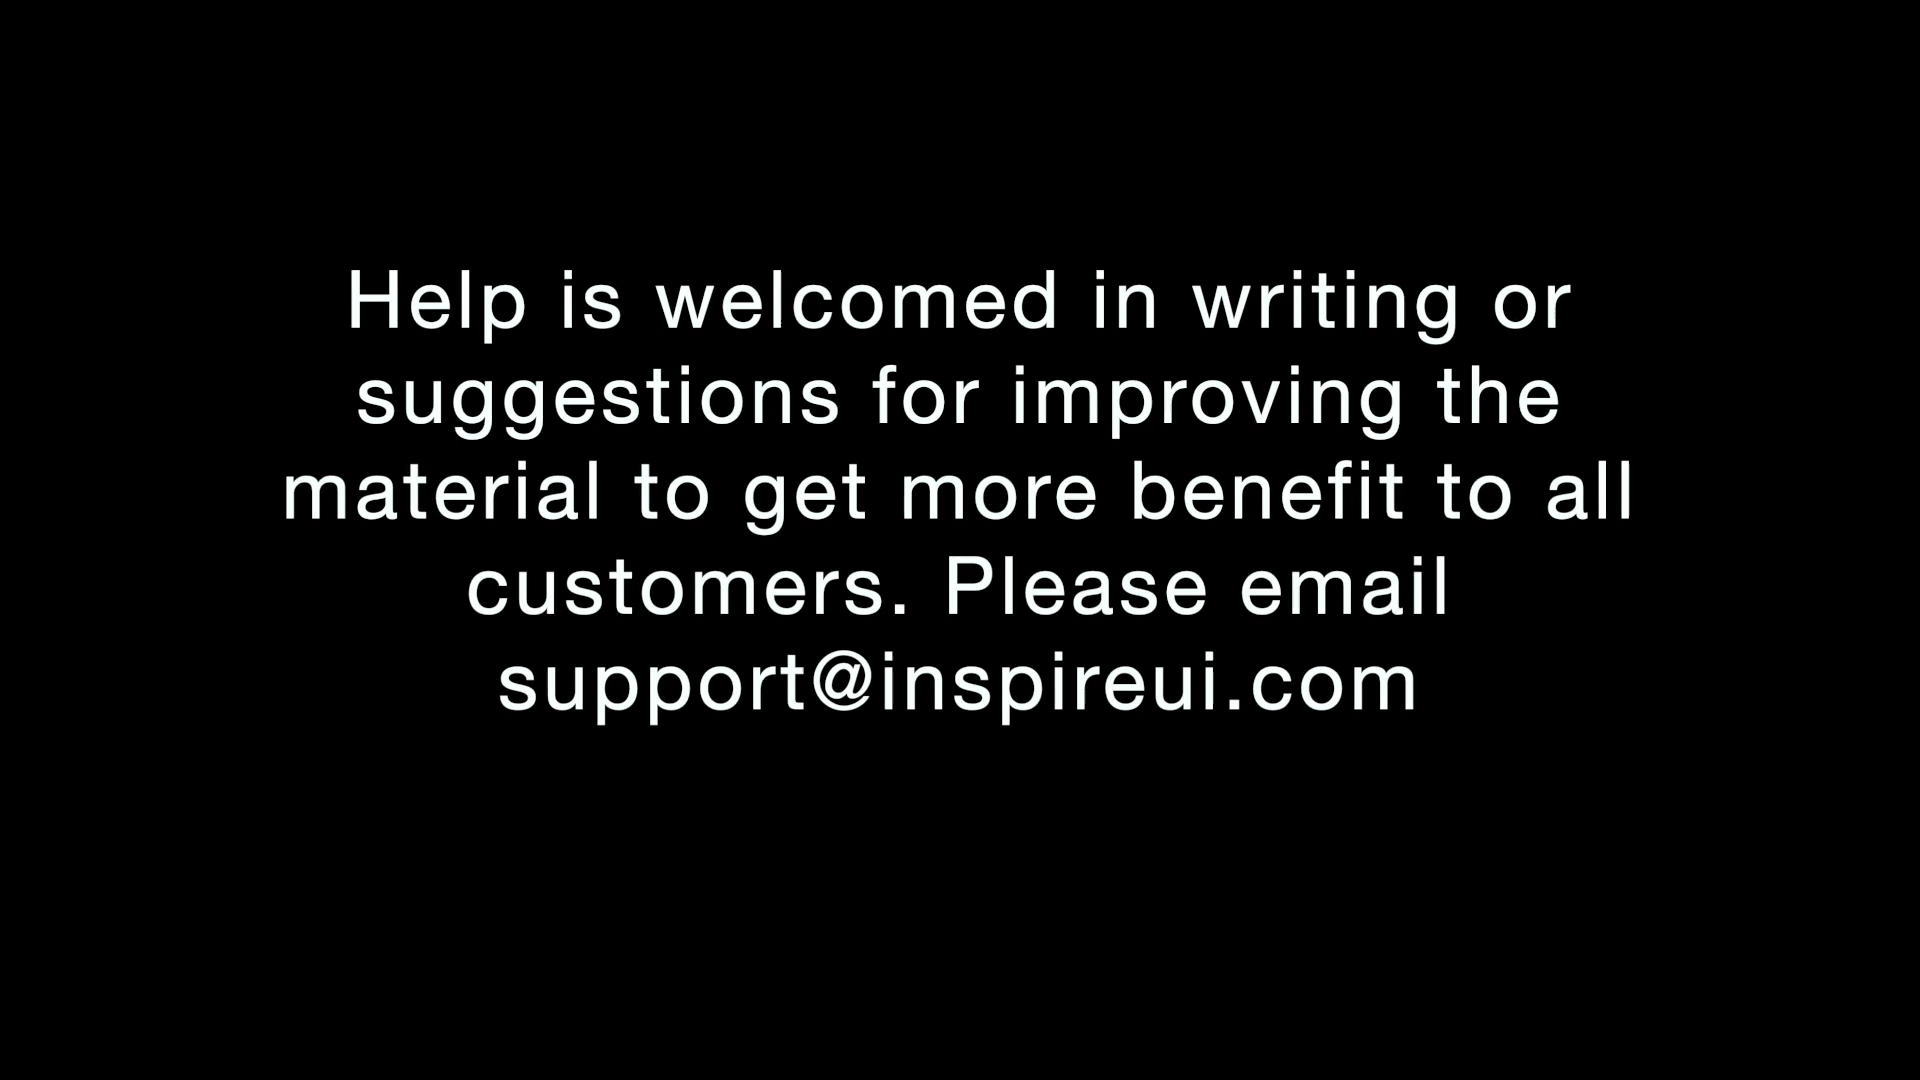 Help is welcomed in writing or
suggestions for improving the
material to get more benefit to all
customers. Please email
support@inspireui.com